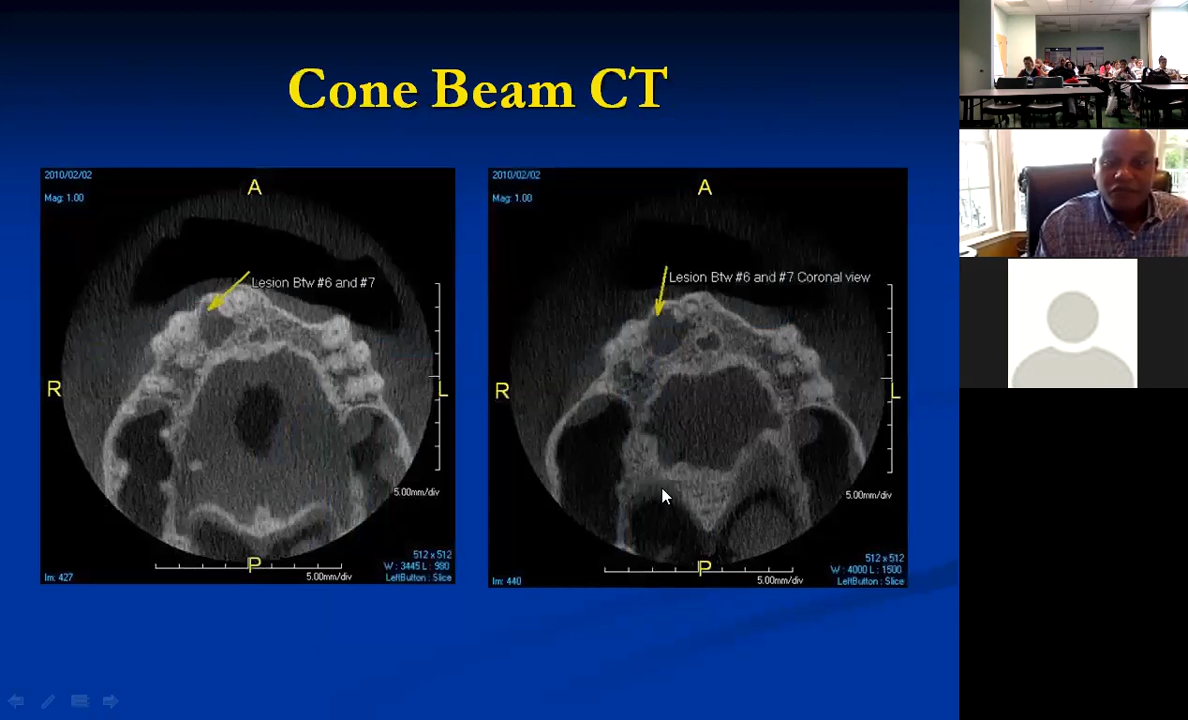 Cone Beam CT
2010/02/02
Mag: 1.00
A
Lesion Btw #6 and #7
R
L
5.00mm/div
512 x 512
W : 3445 L : 980
LeftButton : Slice
P
5.00mm/div
Im: 427
2010/02/02
Mag: 1.00
A
Lesion Btw #6 and #7 Coronal view
R
L
5.00mm/div
512 x 512
W : 4000 L : 1500
LeftButton : Slice
P
5.00mm/div
Im: 440